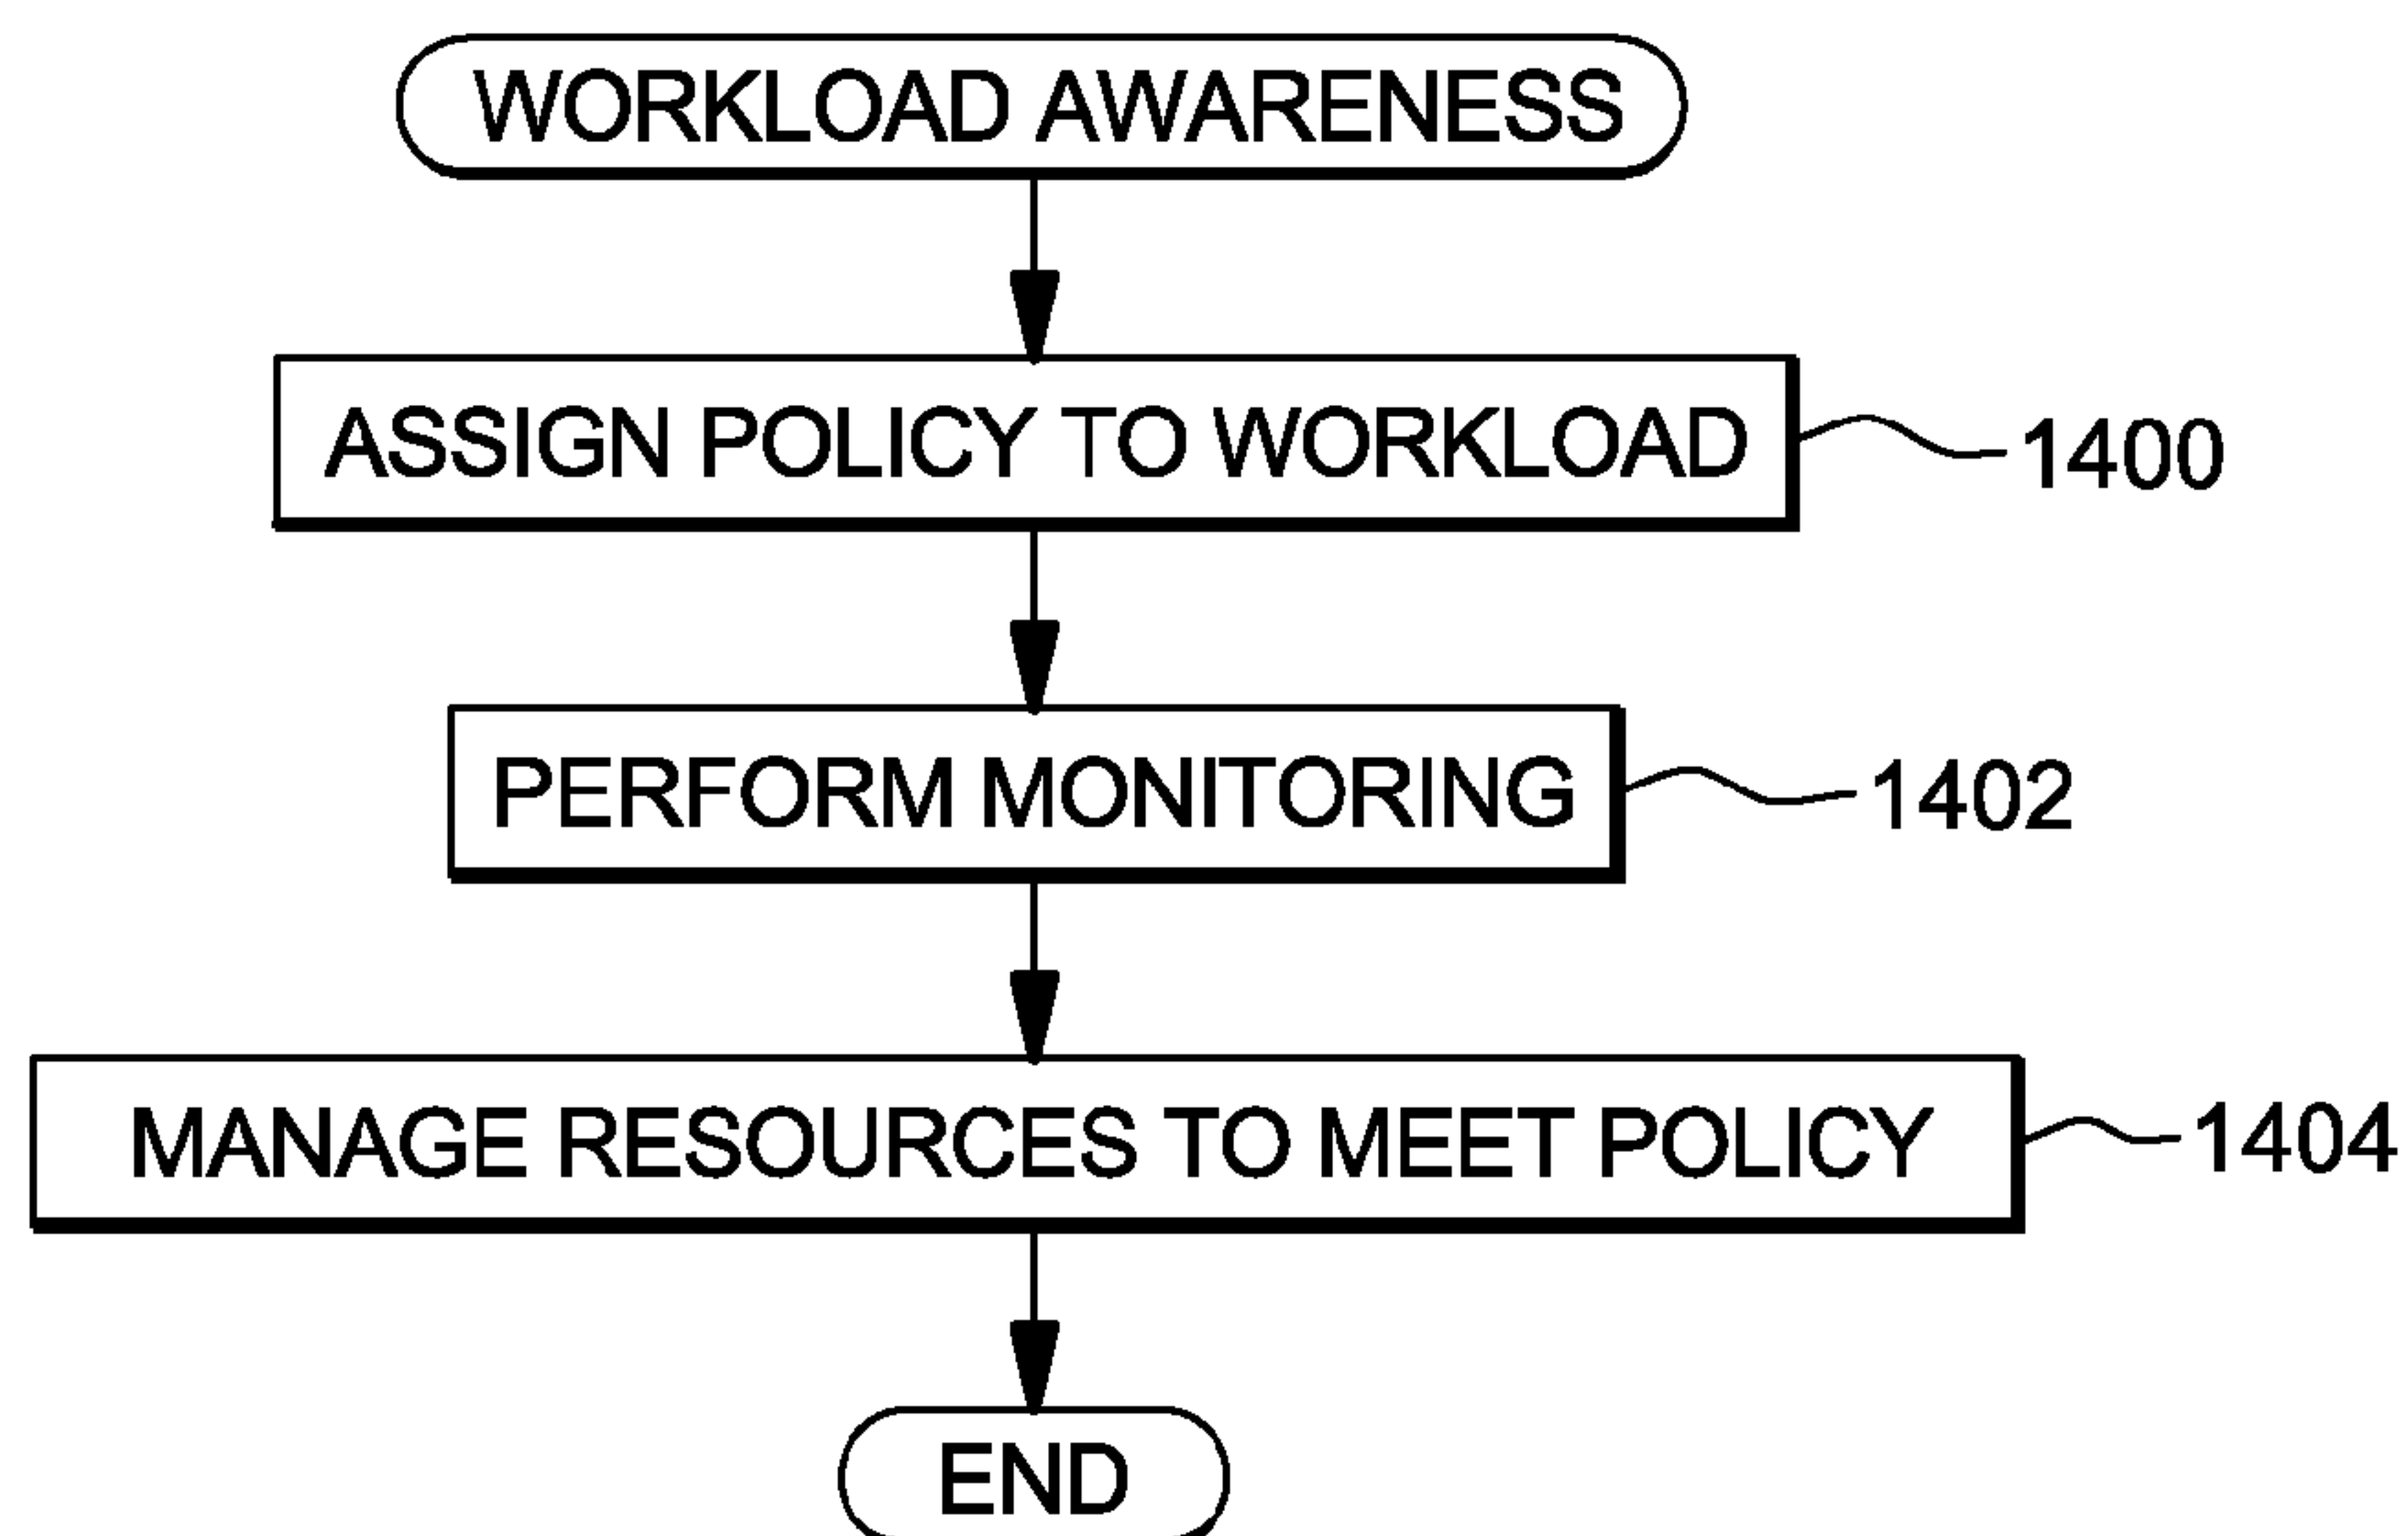 WORKLOAD AWARENESS
ASSIGN POLICY TO WORKLOAD
1400
PERFORM MONITORING
1402
MANAGE RESOURCES TO MEET POLICY
1404
END